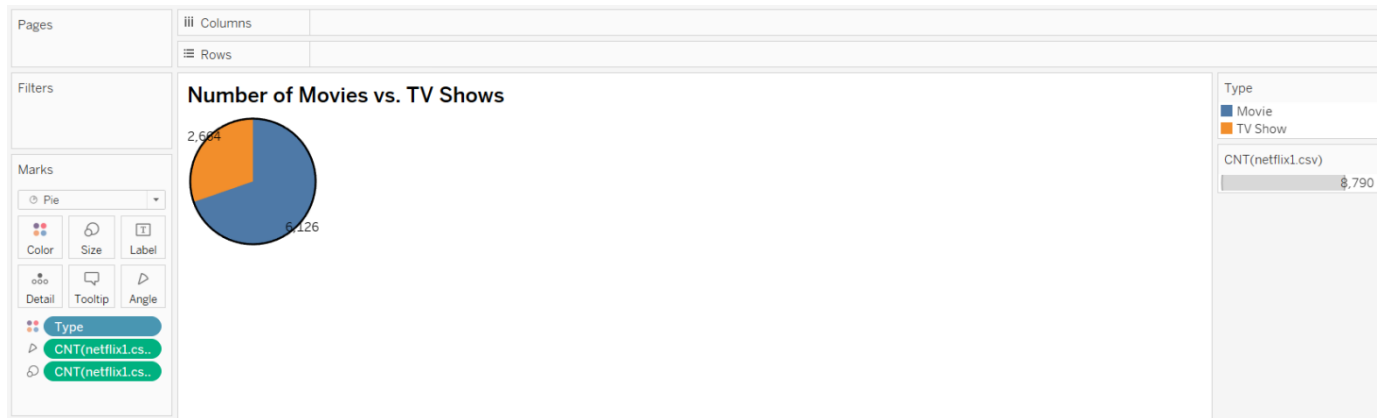 Pages
Columns
Rows
Filters
Number of Movies vs. TV Shows
2,664
6,126
Marks
Pie
Color
Size
Label
Detail
Tooltip
Angle
Type
CNT(netflix1.cs..
CNT(netflix1.cs..
Type
Movie
TV Show
CNT(netflix1.csv)
8,790